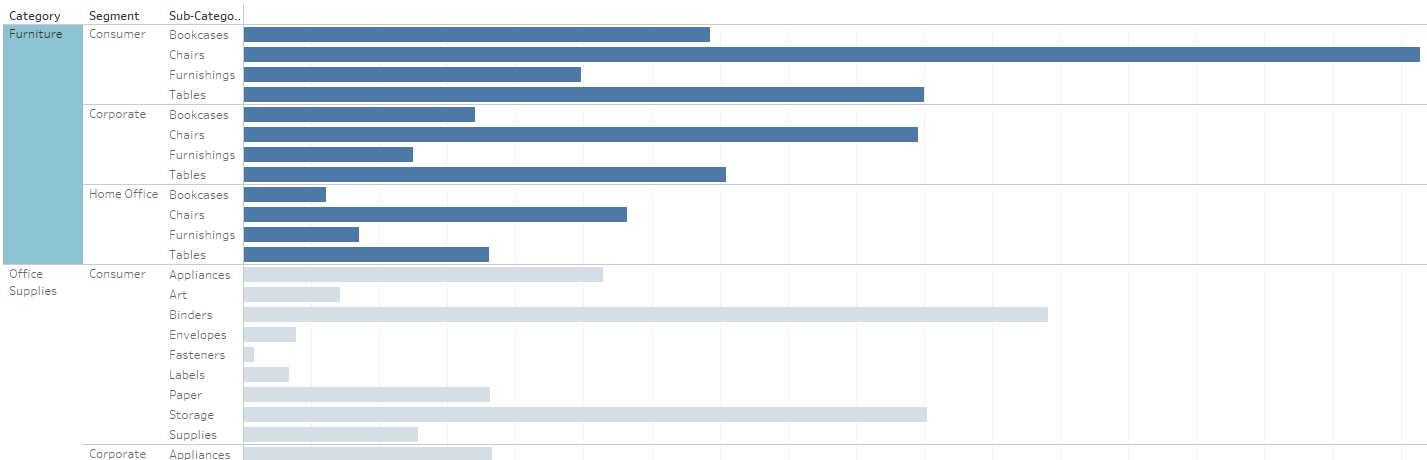 Category Segment Sub-Catego..
Furniture Consumer Bookcases
Chairs
Furnishings
Tables
Corporate Bookcases
Chairs
Furnishings
Tables
Home Office Bookcases
Chairs
Furnishings
Tables
Office Supplies Consumer Appliances
Art
Binders
Envelopes
Fasteners
Labels
Paper
Storage
Supplies
Corporate Appliances